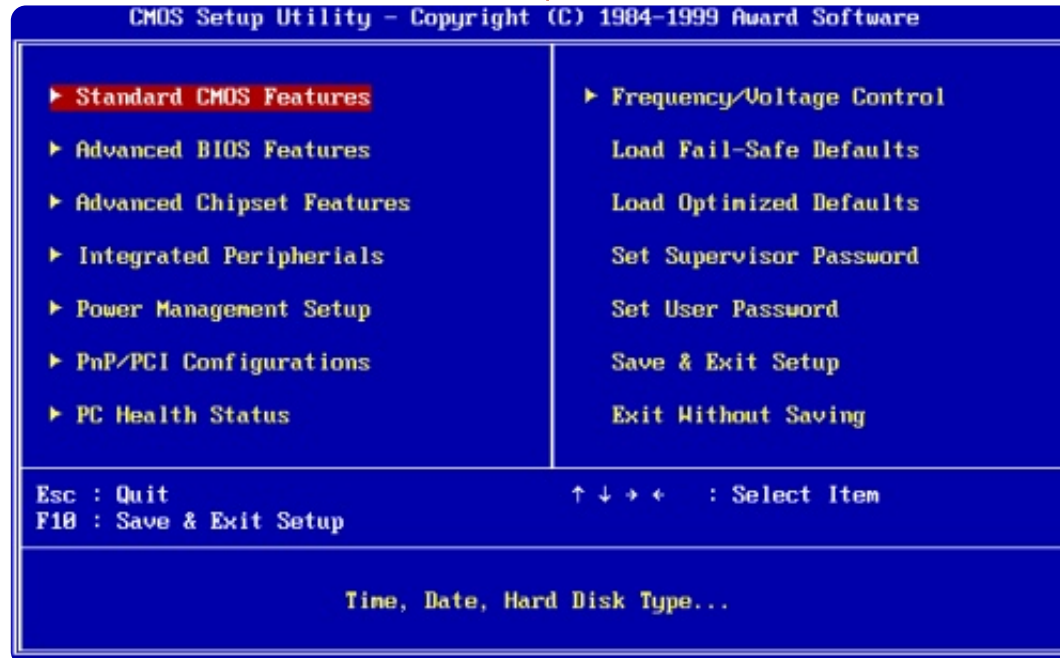 CMOS Setup Utility - Copyright (C) 1984-1999 Award Software
▶ Standard CMOS Features
▶ Advanced BIOS Features
▶ Advanced Chipset Features
▶ Integrated Peripherials
▶ Power Management Setup
▶ PnP/PCI Configurations
▶ PC Health Status
▶ Frequency/Voltage Control
Load Fail-Safe Defaults
Load Optimized Defaults
Set Supervisor Password
Set User Password
Save & Exit Setup
Exit Without Saving
Esc : Quit
F10 : Save & Exit Setup
↑ ↓ → ← : Select Item
Time, Date, Hard Disk Type...